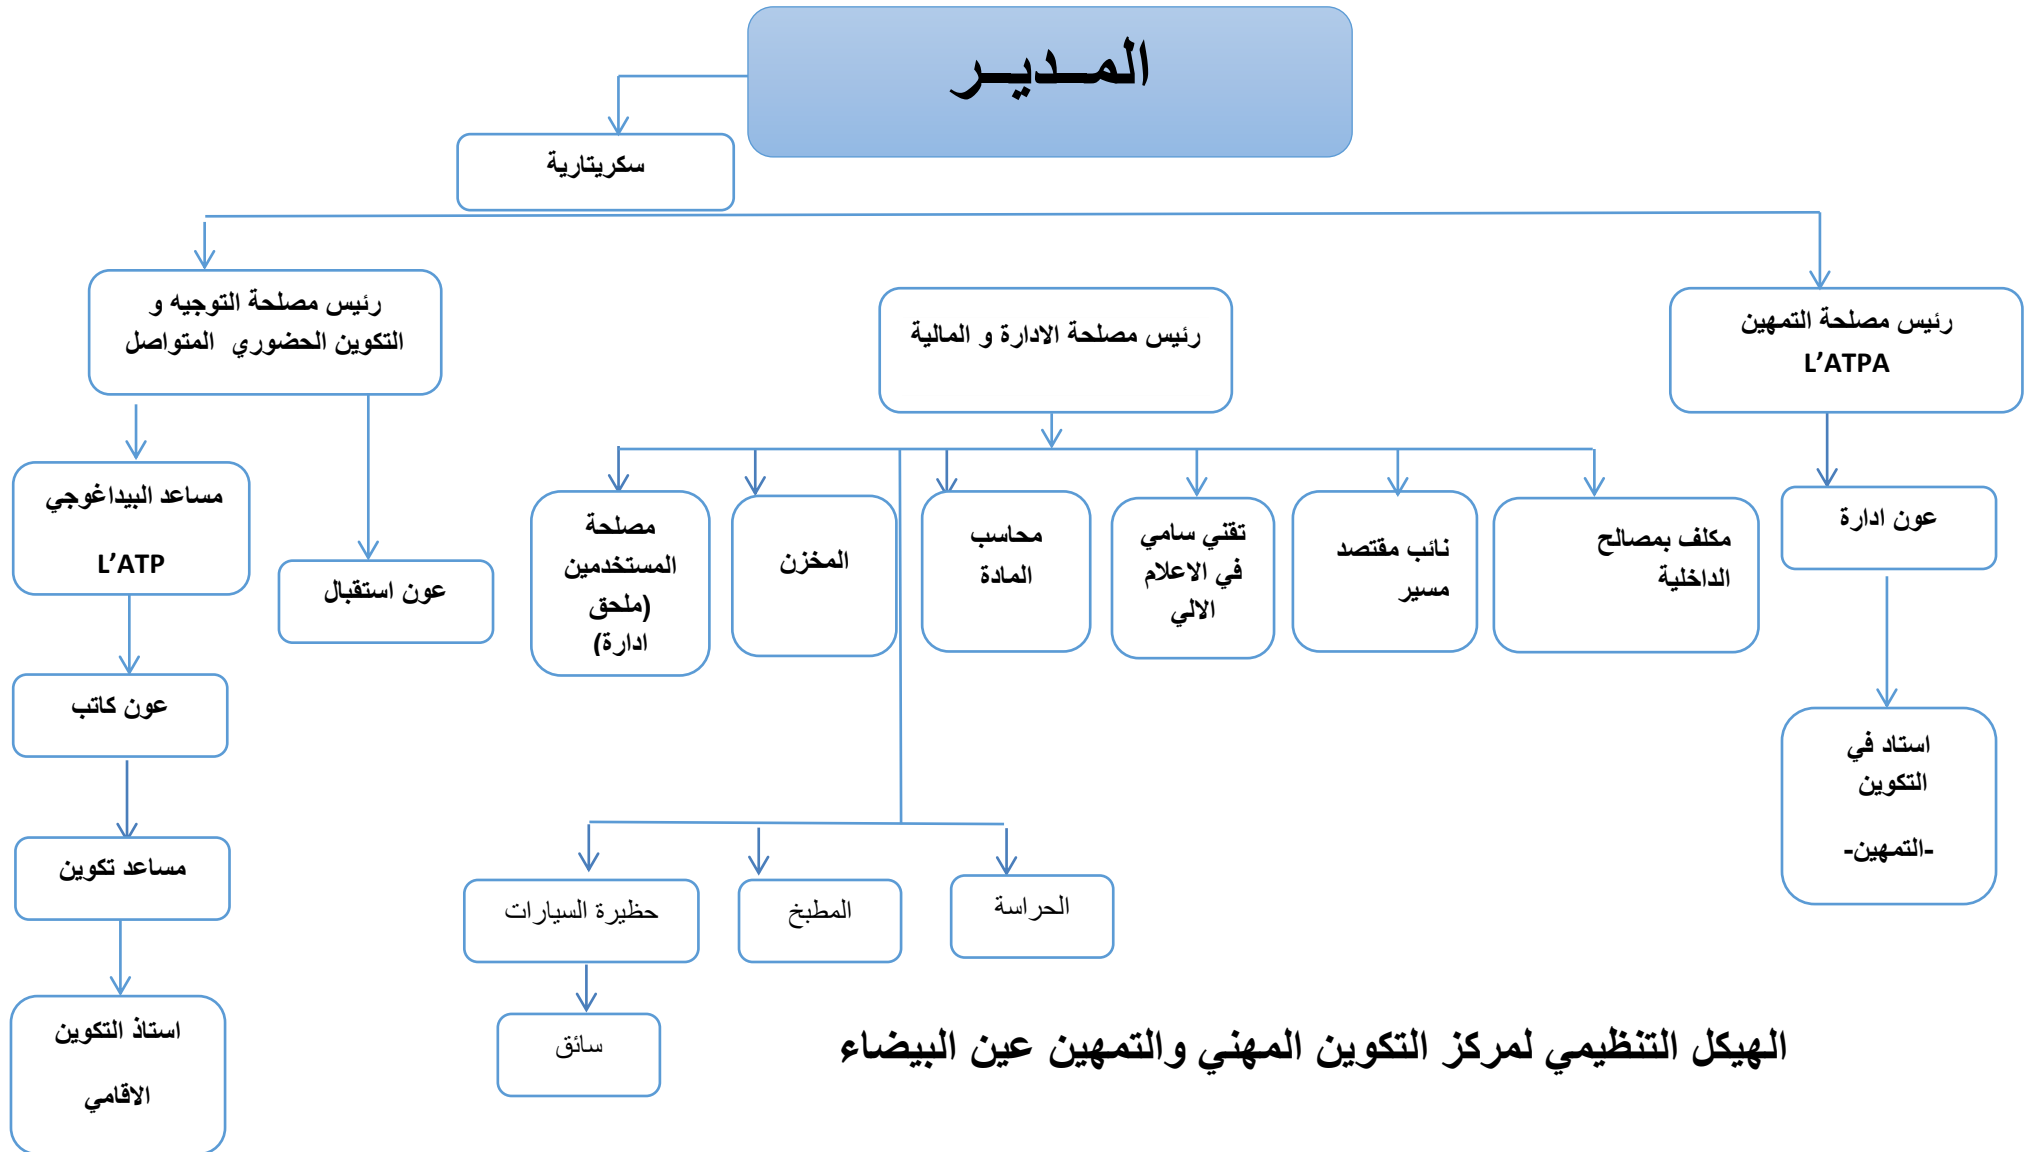 المــديــر
سكريتارية
رئيس مصلحة التمهين
L’ATPA
رئيس مصلحة الادارة و المالية
رئيس مصلحة التوجيه و
التكوين الحضوري المتواصل
عون ادارة
استاد في
التكوين
-التمهين-
مكلف بمصالح
الداخلية
نائب مقتصد
مسير
تقني سامي
في الاعلام
الالي
محاسب
المادة
المخزن
مصلحة
المستخدمين
(ملحق
ادارة)
عون استقبال
مساعد البيداغوجي
L’ATP
عون كاتب
مساعد تكوين
استاذ التكوين
الاقامي
الحراسة
المطبخ
حظيرة السيارات
سائق
الهيكل التنظيمي لمركز التكوين المهني والتمهين عين البيضاء